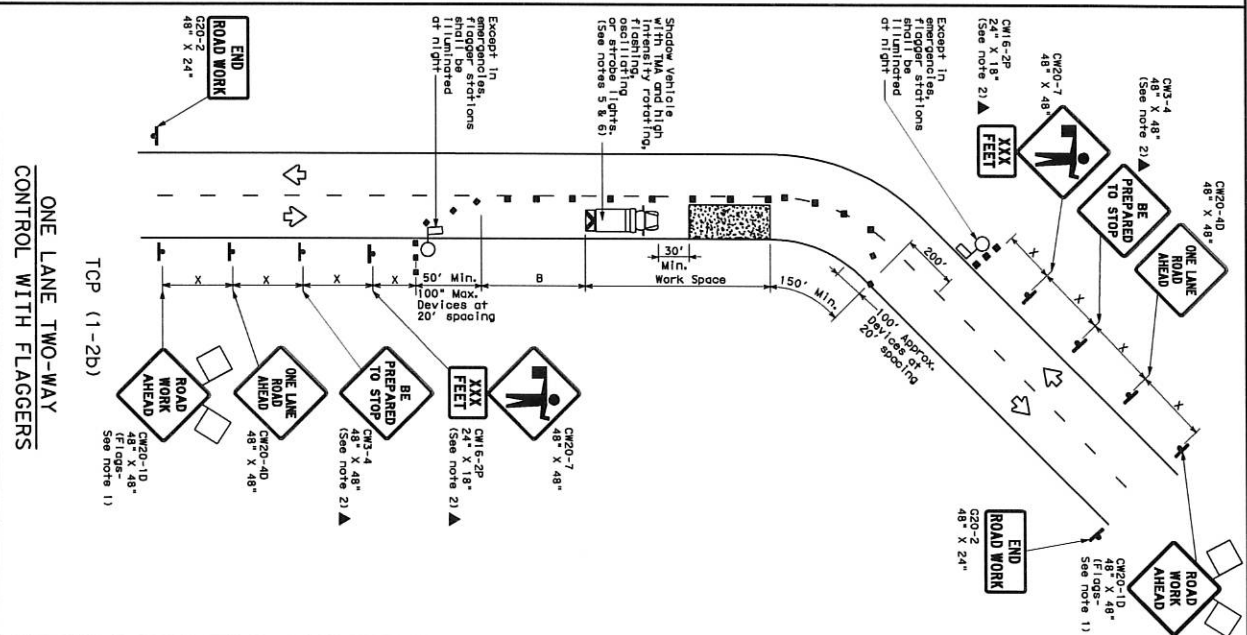 END
ROAD WORK
G20-2
48" X 24"
Except in
emergencies,
flagger stations
shall be
illuminated
at night
Shadow Vehicle
with TMA and high
intensity rotating,
flashing,
oscillating
or strobe lights.
(See notes 5 & 6)
Except in
emergencies,
flagger stations
shall be
illuminated
at night
CW16-2P
24" X 18"
(See note 2) ▲
XXX
FEET
CW20-7
48" X 48"
CW3-4
48" X 48"
(See note 2) ▲
BE
PREPARED
TO STOP
CW20-4D
48" X 48"
ONE LANE
ROAD
AHEAD
X
X
X
X
200'
30'
Min.
Work Space
B
50' Min.
100" Max.
Devices at
20' spacing
X
X
X
X
150' Min.
100' Approx.
Devices at
20' spacing
ROAD
WORK
AHEAD
CW20-1D
48" X 48"
(Flags-
See note 1)
ONE LANE
ROAD
AHEAD
CW20-4D
48" X 48"
BE
PREPARED
TO STOP
CW3-4
48" X 48"
(See note 2) ▲
XXX
FEET
CW16-2P
24" X 18"
(See note 2) ▲
CW20-7
48" X 48"
END
ROAD WORK
G20-2
48" X 24"
ROAD
WORK
AHEAD
CW20-1D
48" X 48"
(Flags-
See note 1)
TCP (1-2b)
ONE LANE TWO-WAY
CONTROL WITH FLAGGERS